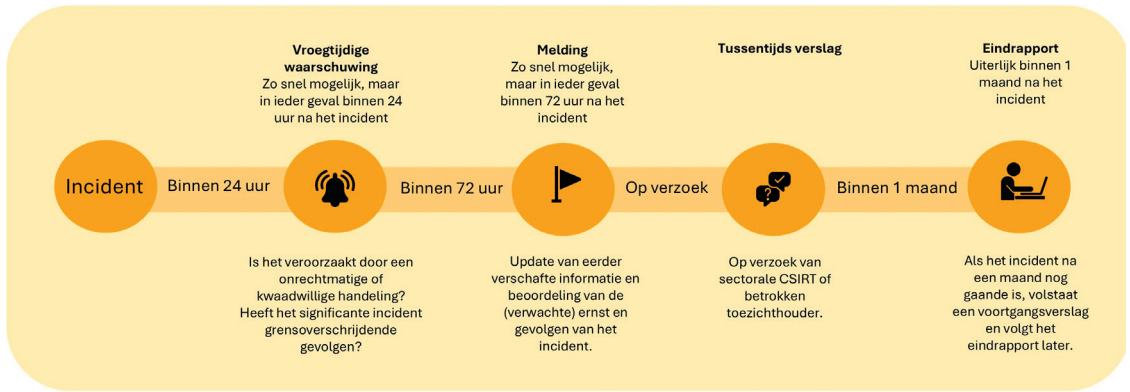 Vroegtijdige
waarschuwing
Zo snel mogelijk, maar
in ieder geval binnen 24
uur na het incident
Melding
Zo snel mogelijk,
maar in ieder geval
binnen 72 uur na het
incident
Tussentijds verslag
Eindrapport
Uiterlijk binnen 1
maand na het
incident
Incident
Binnen 24 uur
Binnen 72 uur
Op verzoek
?
Binnen 1 maand
Is het veroorzaakt door een
onrechtmatige of
kwaadwillige handeling?
Heeft het significante incident
grensoverschrijdende
gevolgen?
Update van eerder
verschafte informatie en
beoordeling van de
(verwachte) ernst en
gevolgen van het
incident.
Op verzoek van
sectorale CSIRT of
betrokken
toezichthouder.
Als het incident na
een maand nog
gaande is, volstaat
een voortgangsverslag
en volgt het
eindrapport later.